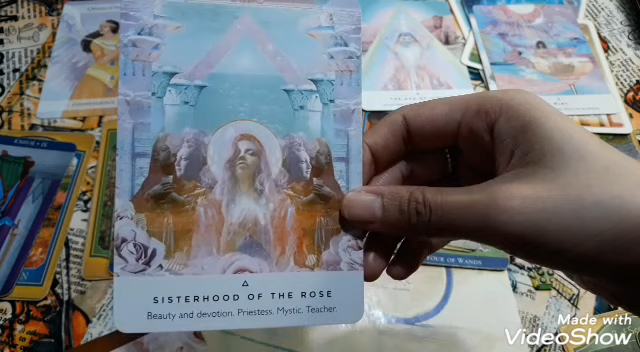 SISTERHOOD OF THE ROSE
Beauty and devotion. Priestess. Mystic. Teacher.
FOUR OF WANDS
Made with
VideoShow